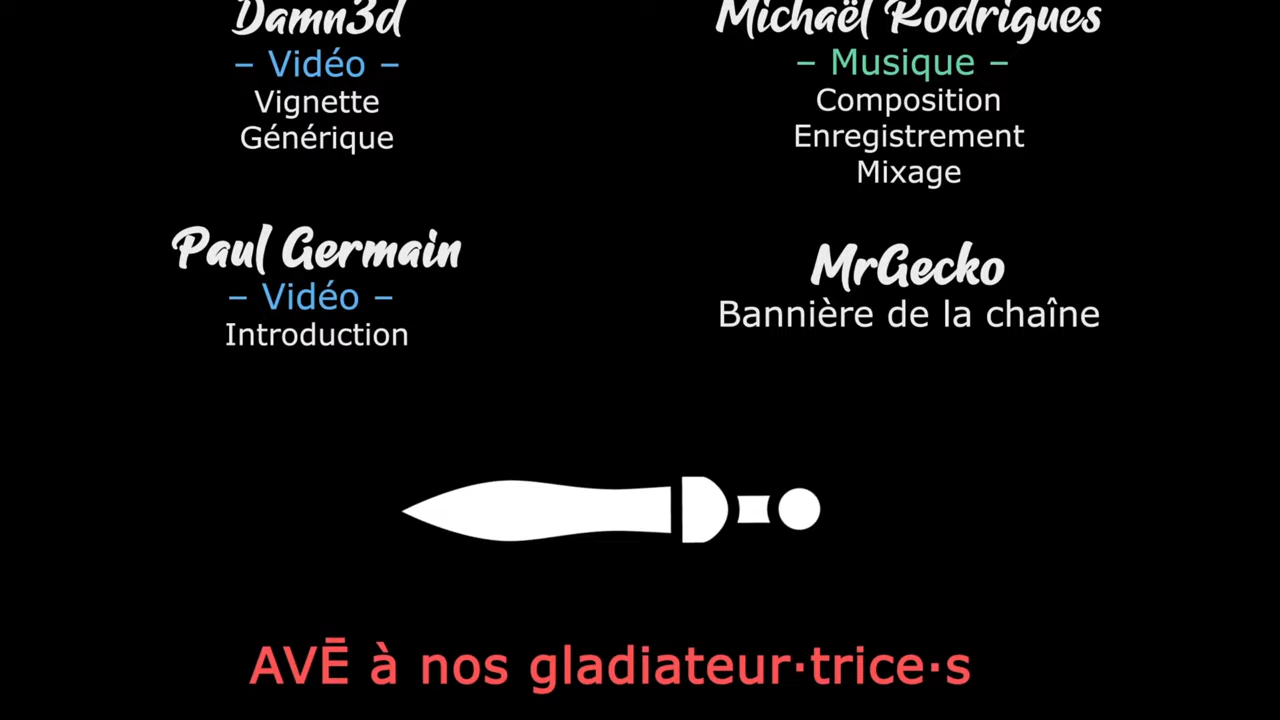 Damn3d
– Vidéo –
Vignette
Générique
Michaël Rodrigues
– Musique –
Composition
Enregistrement
Mixage
Paul Germain
– Vidéo –
Introduction
MrGecko
Bannière de la chaîne
AVĒ à nos gladiateur·trice·s